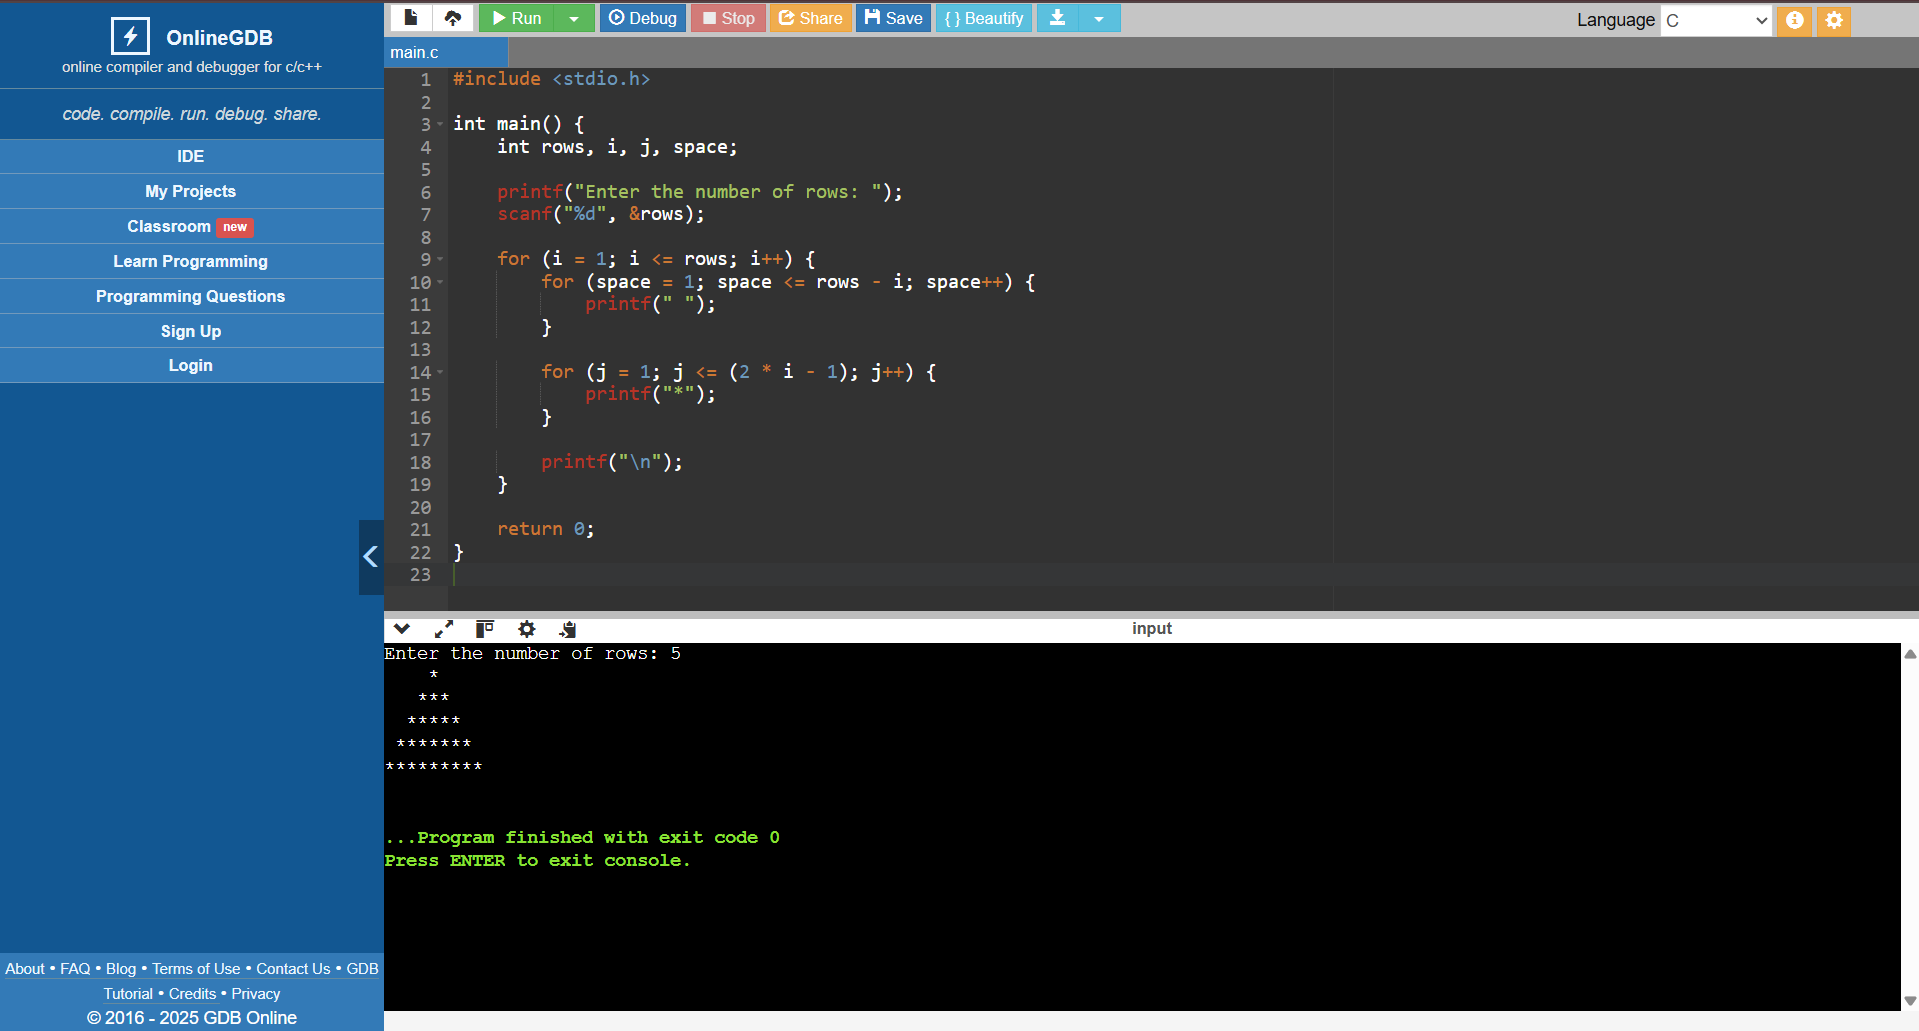 OnlineGDB
online compiler and debugger for c/c++
code. compile. run. debug. share.
IDE
My Projects
Classroom new
Learn Programming
Programming Questions
Sign Up
Login
About • FAQ • Blog • Terms of Use • Contact Us • GDB
Tutorial • Credits • Privacy
© 2016 - 2025 GDB Online
Run Debug Stop Share Save { } Beautify Language C
main.c
1 #include <stdio.h>
2
3 int main() {
4     int rows, i, j, space;
5
6     printf("Enter the number of rows: ");
7     scanf("%d", &rows);
8
9     for (i = 1; i <= rows; i++) {
10         for (space = 1; space <= rows - i; space++) {
11             printf(" ");
12         }
13
14         for (j = 1; j <= (2 * i - 1); j++) {
15             printf("*");
16         }
17
18         printf("\n");
19     }
20
21     return 0;
22 }
23
input
Enter the number of rows: 5
    *
   ***
  *****
 *******
*********
...Program finished with exit code 0
Press ENTER to exit console.